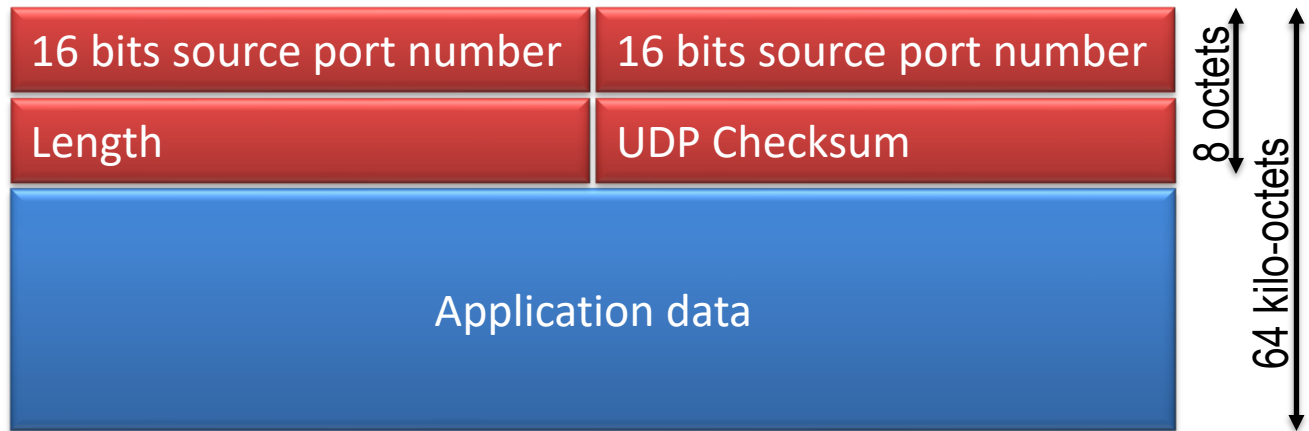 16 bits source port number
16 bits source port number
Length
UDP Checksum
Application data
8 octets
64 kilo-octets